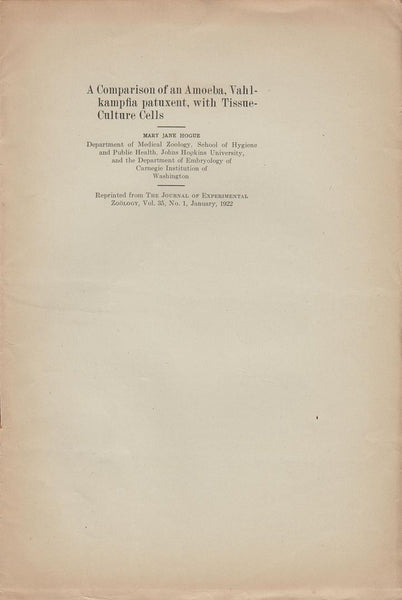 A Comparison of an Amoeba, Vahl-
kampfia patuxent, with Tissue-
Culture Cells
MARY JANE HOGUE
Department of Medical Zoology, School of Hygiene
and Public Health, Johns Hopkins University,
and the Department of Embryology of
Carnegie Institution of
Washington
Reprinted from THE JOURNAL OF EXPERIMENTAL
ZOÖLOGY, Vol. 35, No. 1, January, 1922